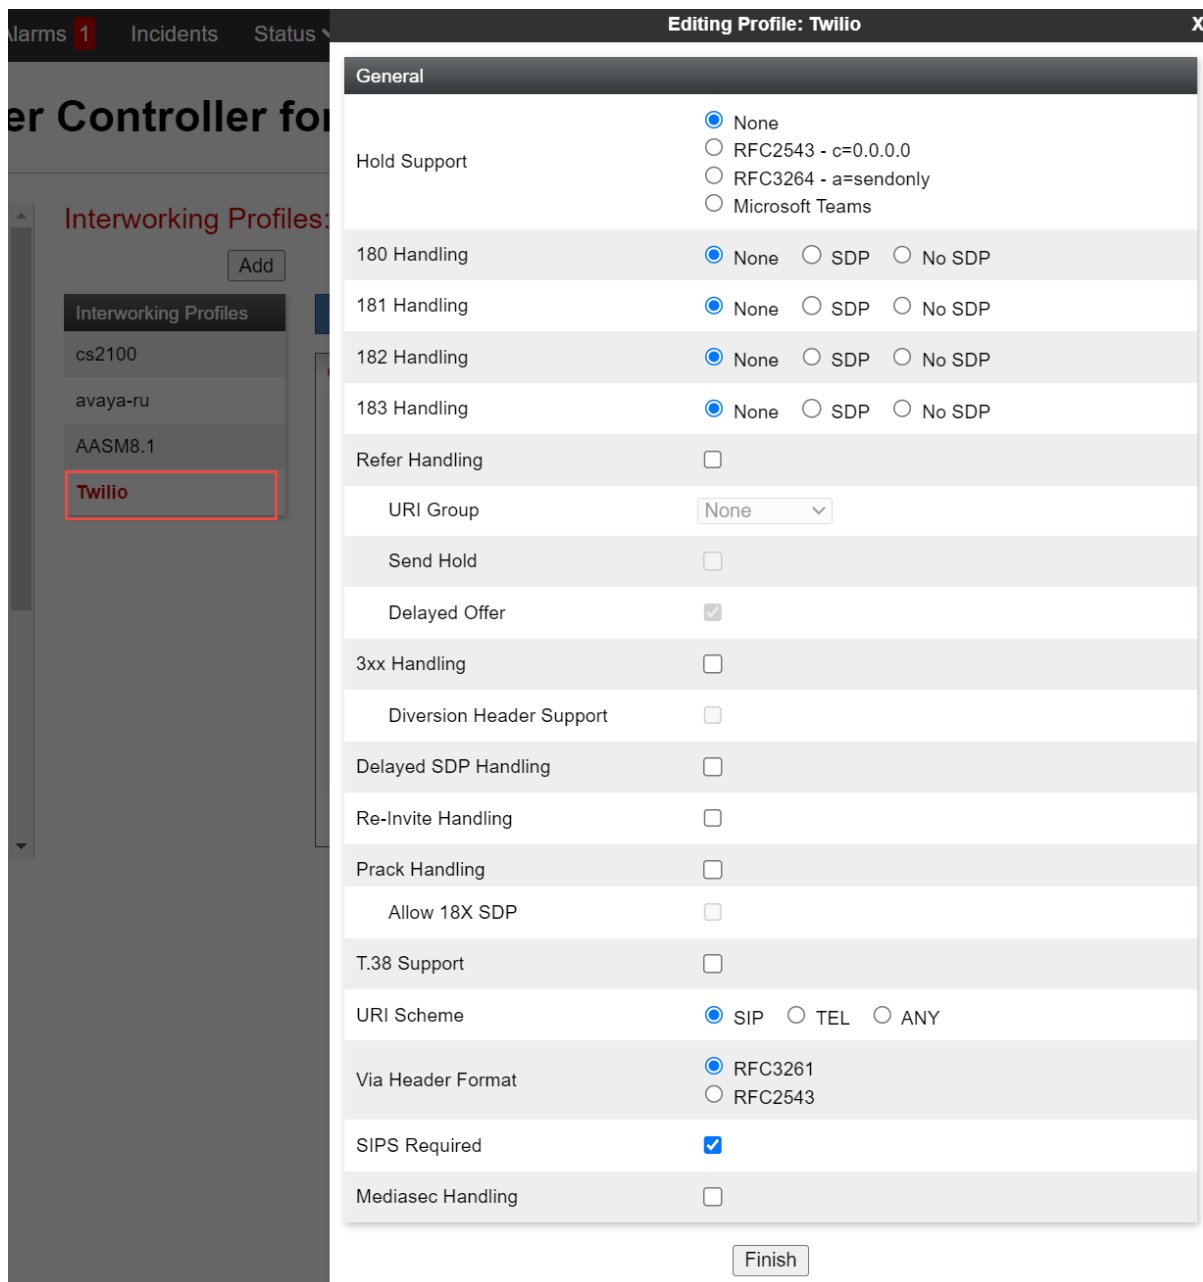 larms 1 Incidents Status
er Controller for
Interworking Profiles:
Add
Interworking Profiles
cs2100
avaya-ru
AASM8.1
Twilio
Editing Profile: Twilio X
General
Hold Support
None
RFC2543 - c=0.0.0.0
RFC3264 - a=sendonly
Microsoft Teams
180 Handling None SDP No SDP
181 Handling None SDP No SDP
182 Handling None SDP No SDP
183 Handling None SDP No SDP
Refer Handling
URI Group None
Send Hold
Delayed Offer
3xx Handling
Diversion Header Support
Delayed SDP Handling
Re-Invite Handling
Prack Handling
Allow 18X SDP
T.38 Support
URI Scheme SIP TEL ANY
Via Header Format
RFC3261
RFC2543
SIPS Required
Mediasec Handling
Finish